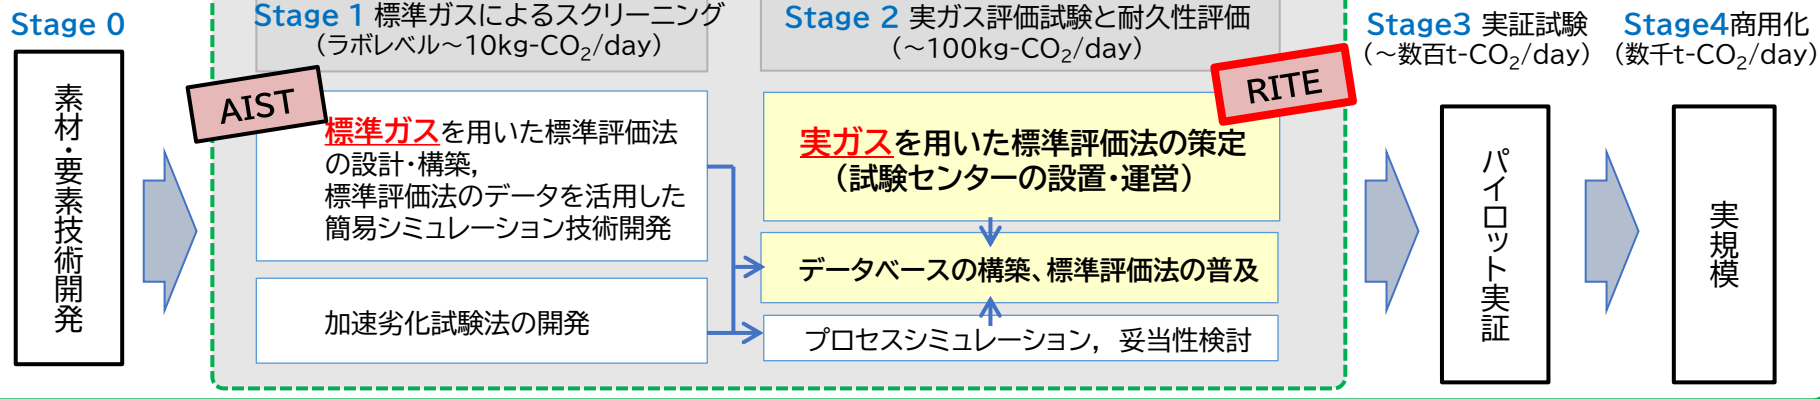 Stage 0
素材・要素技術開発
Stage 1 標準ガスによるスクリーニング
(ラボレベル～10kg-CO₂/day)
AIST
標準ガスを用いた標準評価法
の設計・構築，
標準評価法のデータを活用した
簡易シミュレーション技術開発
加速劣化試験法の開発
Stage 2 実ガス評価試験と耐久性評価
(～100kg-CO₂/day)
RITE
実ガスを用いた標準評価法の策定
(試験センターの設置・運営)
データベースの構築、標準評価法の普及
プロセスシミュレーション， 妥当性検討
Stage3 実証試験
(～数百t-CO₂/day)
パイロット実証
Stage4商用化
(数千t-CO₂/day)
実規模